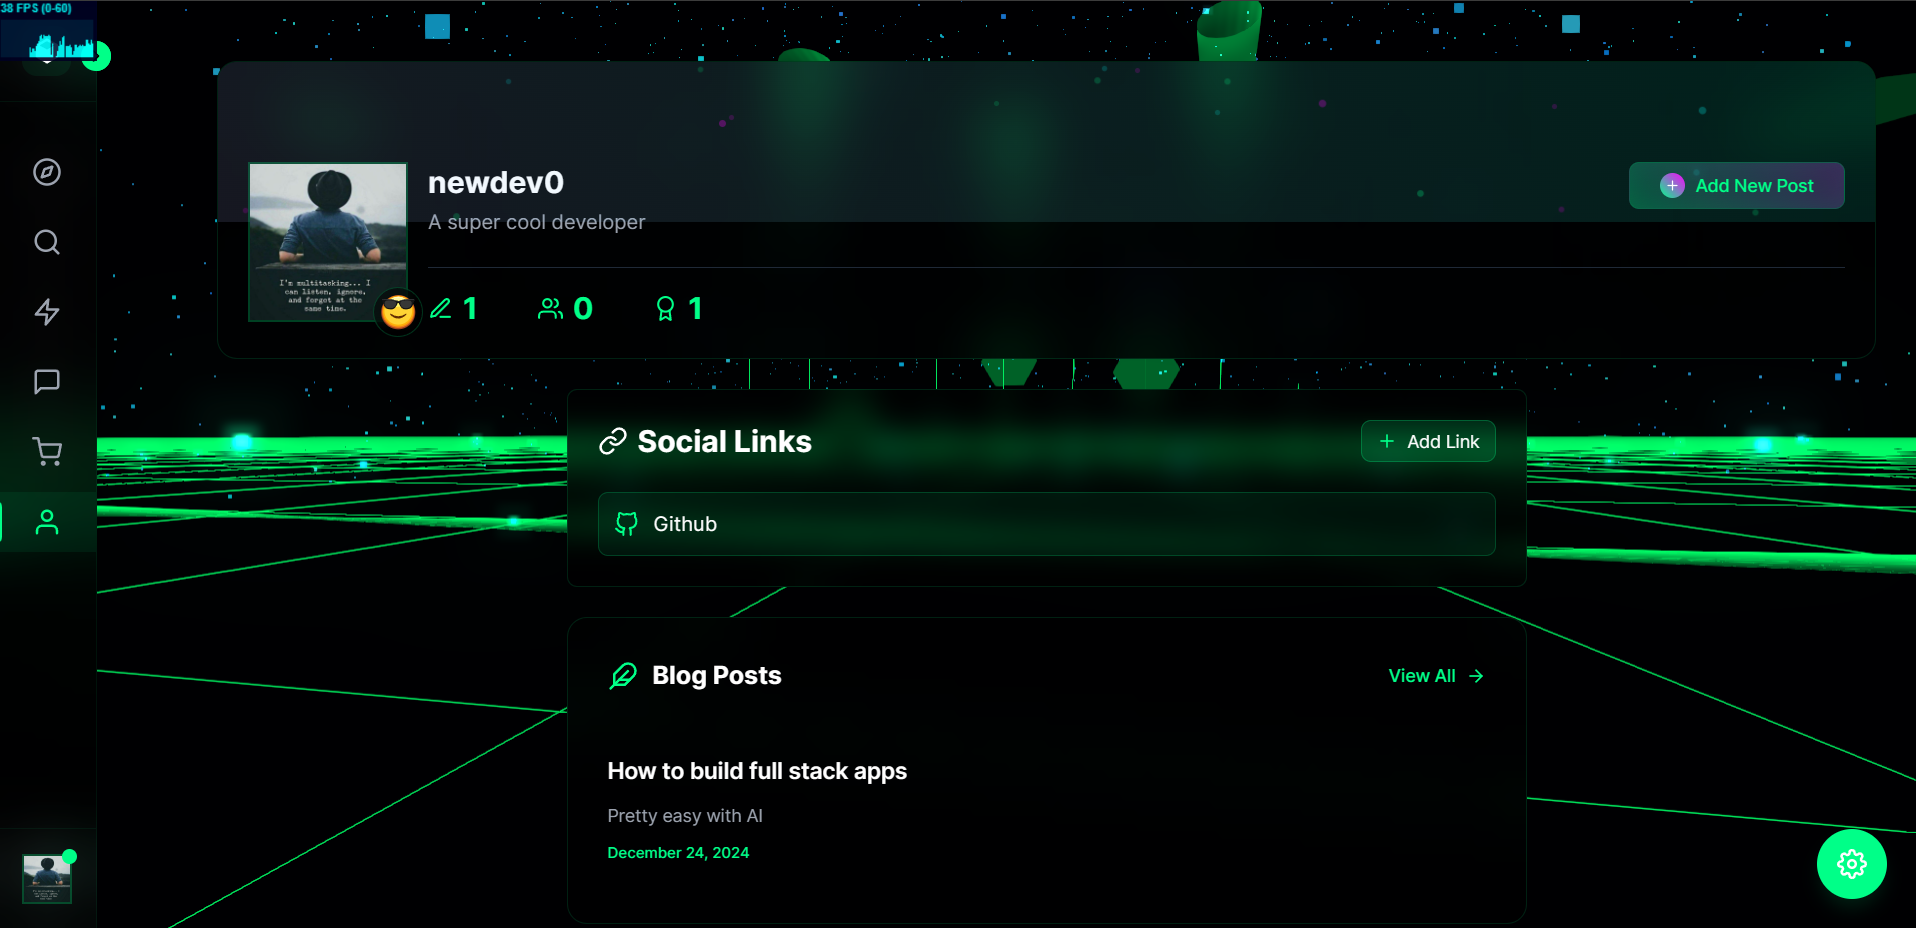 38 FPS (0-60)
newdev0
A super cool developer
Add New Post
I'm multitasking... I
can listen, ignore,
and forget at the
same time.
1
0
1
Social Links
Add Link
Github
Blog Posts
View All
How to build full stack apps
Pretty easy with AI
December 24, 2024